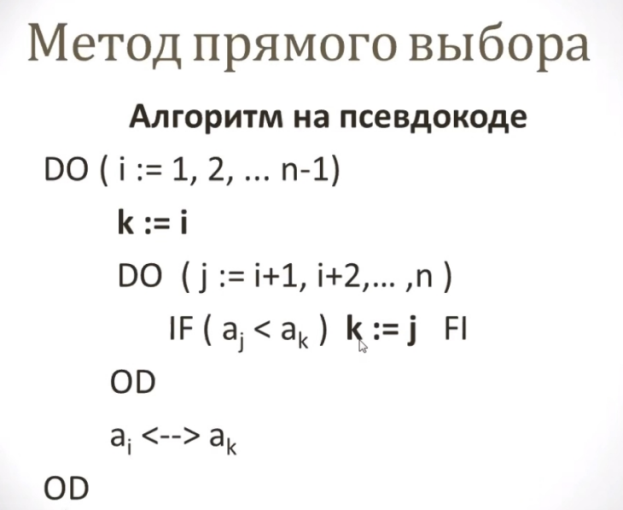 Метод прямого выбора
Алгоритм на псевдокоде
DO ( i := 1, 2, ... n-1)
k := i
DO ( j := i+1, i+2,... ,n )
IF ( aj < ak ) k := j FI
OD
ai <--> ak
OD